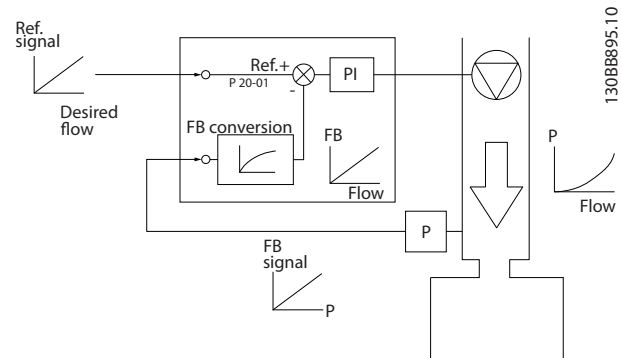 Ref.
signal
Desired
flow
Ref.+
P 20-01
-
PI
FB conversion
FB
Flow
P
FB
signal
P
P
Flow
130BB895.10